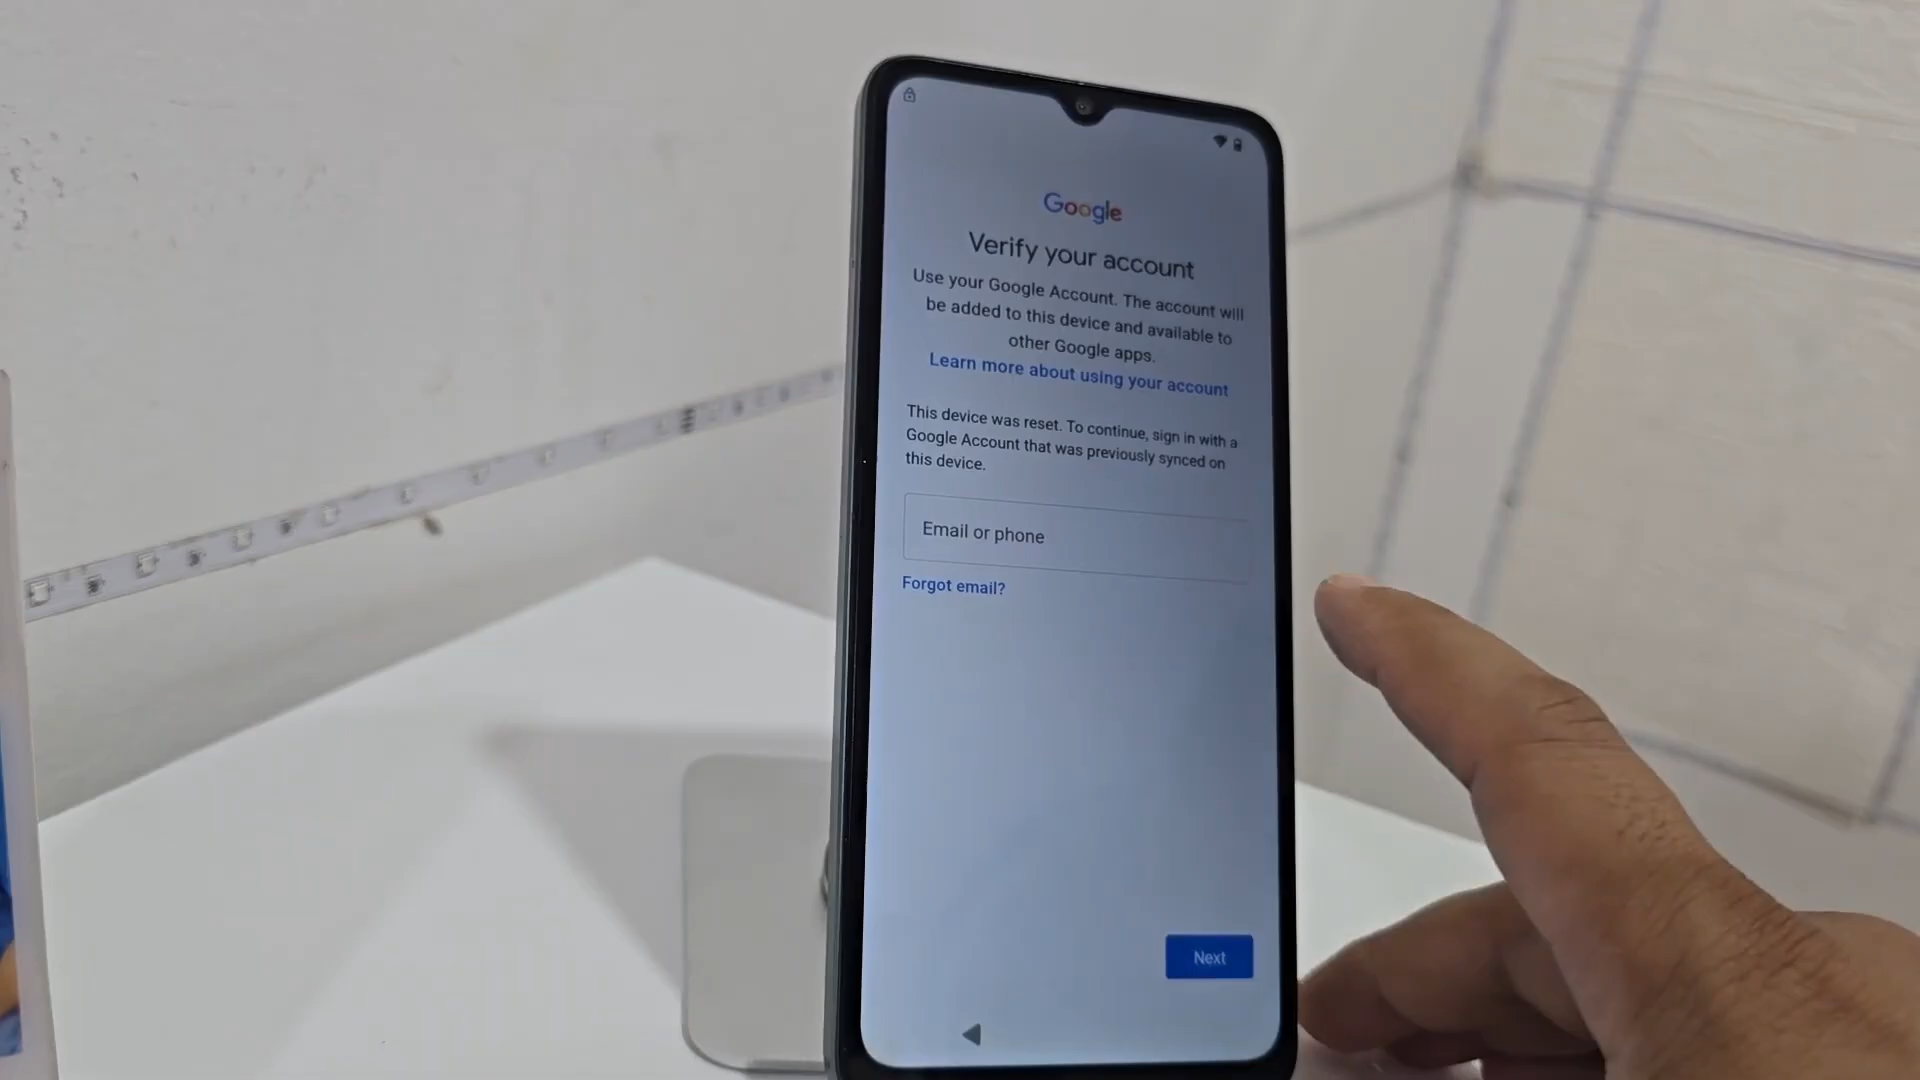 Google
Verify your account
Use your Google Account. The account will
be added to this device and available to
other Google apps.
Learn more about using your account
This device was reset. To continue, sign in with a
Google Account that was previously synced on
this device.
Email or phone
Forgot email?
Next